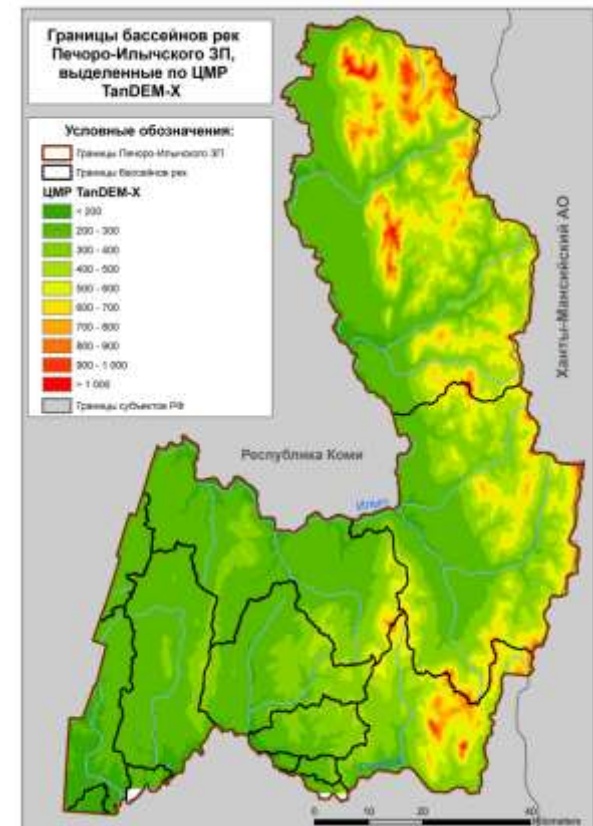 Границы бассейнов рек
Печоро-Илычского ЗП,
выделенные по ЦМР
TanDEM-X
Условные обозначения:
Границы Печоро-Илычского ЗП
Границы бассейнов рек
ЦМР TanDEM-X
< 200
200 - 300
300 - 400
400 - 500
500 - 600
600 - 700
700 - 800
800 - 900
900 - 1 000
> 1 000
Границы субъектов РФ
Ханты-Мансийский АО
Республика Коми
Илыч
0 10 20 40
Kilometers